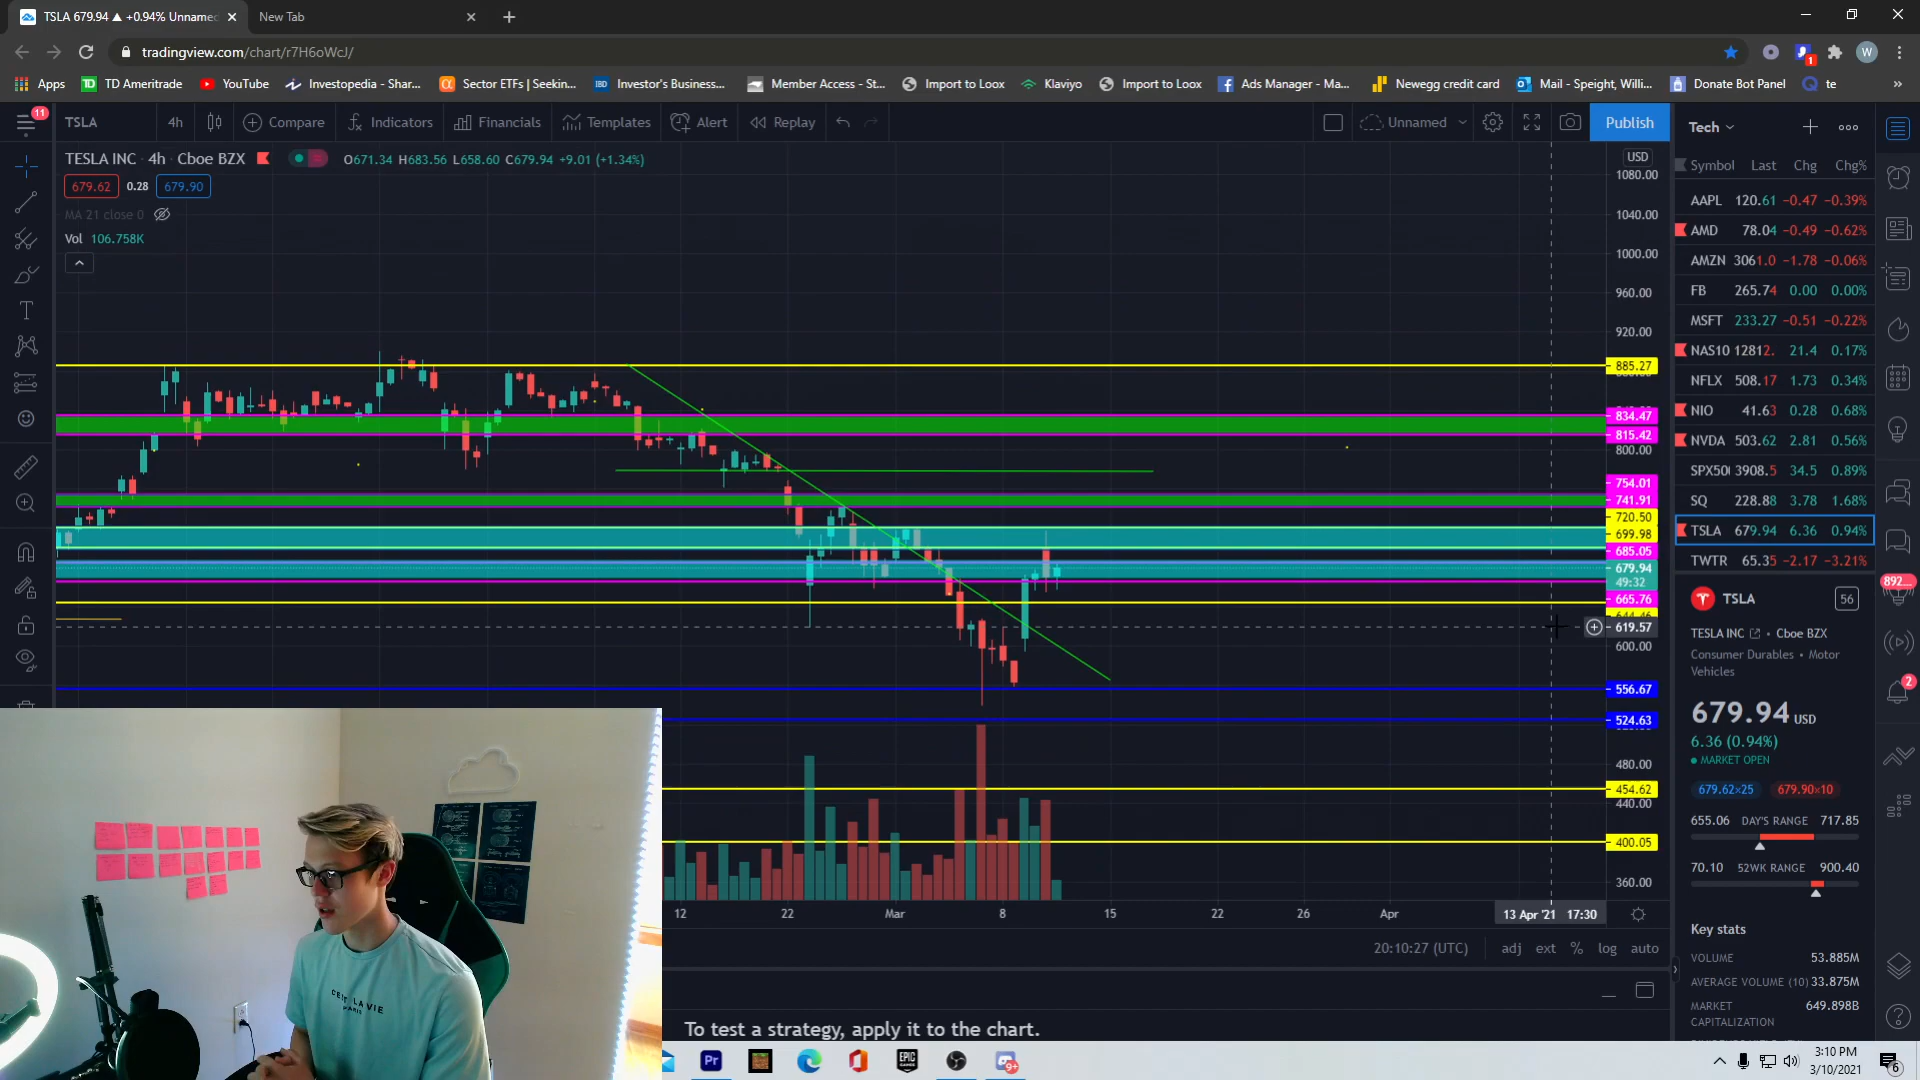 TSLA 679.94 ▲ +0.94% Unnamed
New Tab
tradingview.com/chart/r7H6oWcJ/
W
1
Apps
TD Ameritrade
YouTube
Investopedia - Shar...
Sector ETFs | Seekin...
IBD
Investor's Business...
Member Access - St...
Import to Loox
Klaviyo
Import to Loox
Ads Manager - Ma...
Newegg credit card
Mail - Speight, Willi...
Donate Bot Panel
te
»
11
TSLA
4h
Compare
Indicators
Financials
Templates
Alert
Replay
Unnamed
Publish
TESLA INC · 4h · Cboe BZX
O671.34 H683.56 L658.60 C679.94 +9.01 (+1.34%)
679.62
0.28
679.90
MA 21 close 0
Vol 106.758K
USD
1080.00
1040.00
1000.00
960.00
920.00
885.27
834.47
815.42
800.00
754.01
741.91
720.50
699.98
685.05
679.94
49:32
665.76
619.57
600.00
556.67
524.63
480.00
454.62
440.00
400.05
360.00
12
22
Mar
8
15
22
26
Apr
13 Apr '21 17:30
20:10:27 (UTC)
adj
ext
%
log
auto
To test a strategy, apply it to the chart.
Tech
Symbol Last Chg Chg%
AAPL 120.61 −0.47 −0.39%
AMD 78.04 −0.49 −0.62%
AMZN 3061.0 −1.78 −0.06%
FB 265.74 0.00 0.00%
MSFT 233.27 −0.51 −0.22%
NAS10 12812. 21.4 0.17%
NFLX 508.17 1.73 0.34%
NIO 41.63 0.28 0.68%
NVDA 503.62 2.81 0.56%
SPX50 3908.5 34.5 0.89%
SQ 228.88 3.78 1.68%
TSLA 679.94 6.36 0.94%
TWTR 65.35 −2.17 −3.21%
TSLA
56
TESLA INC • Cboe BZX
Consumer Durables • Motor
Vehicles
679.94 USD
6.36 (0.94%)
MARKET OPEN
679.62×25
679.90×10
655.06 DAY'S RANGE 717.85
70.10 52WK RANGE 900.40
Key stats
VOLUME 53.885M
AVERAGE VOLUME (10) 33.875M
MARKET
CAPITALIZATION
649.898B
892...
2
Pr
EPIC
GAMES
9+
3:10 PM
3/10/2021
6